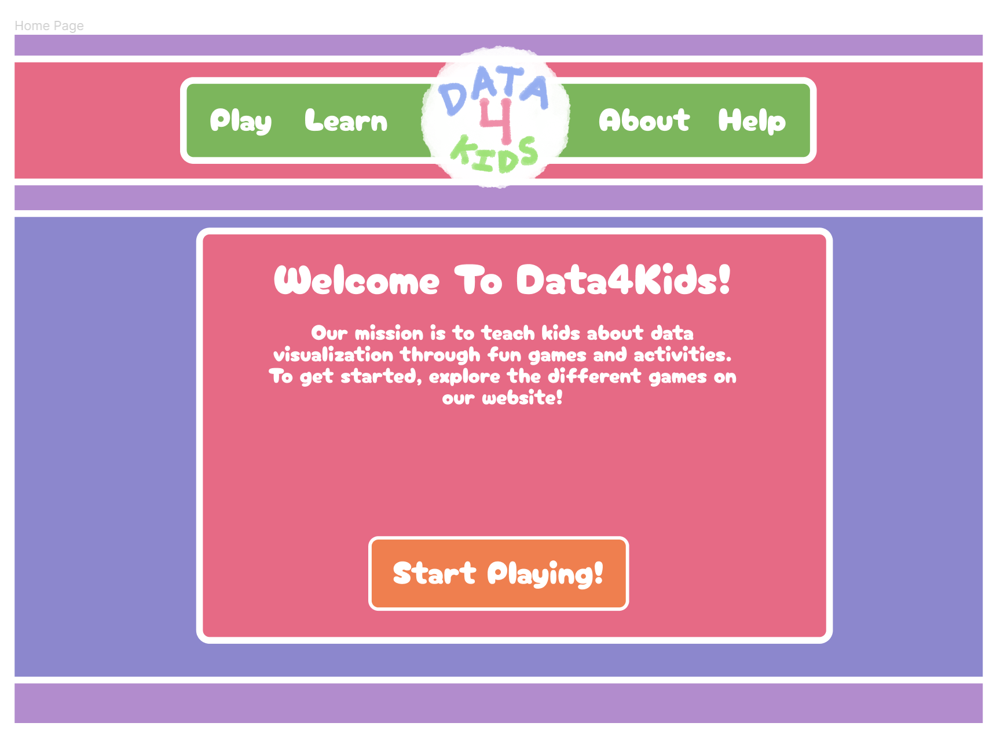 Home Page
Play Learn
DATA
4
KIDS
About Help
Welcome To Data4Kids!
Our mission is to teach kids about data
visualization through fun games and activities.
To get started, explore the different games on
our website!
Start Playing!